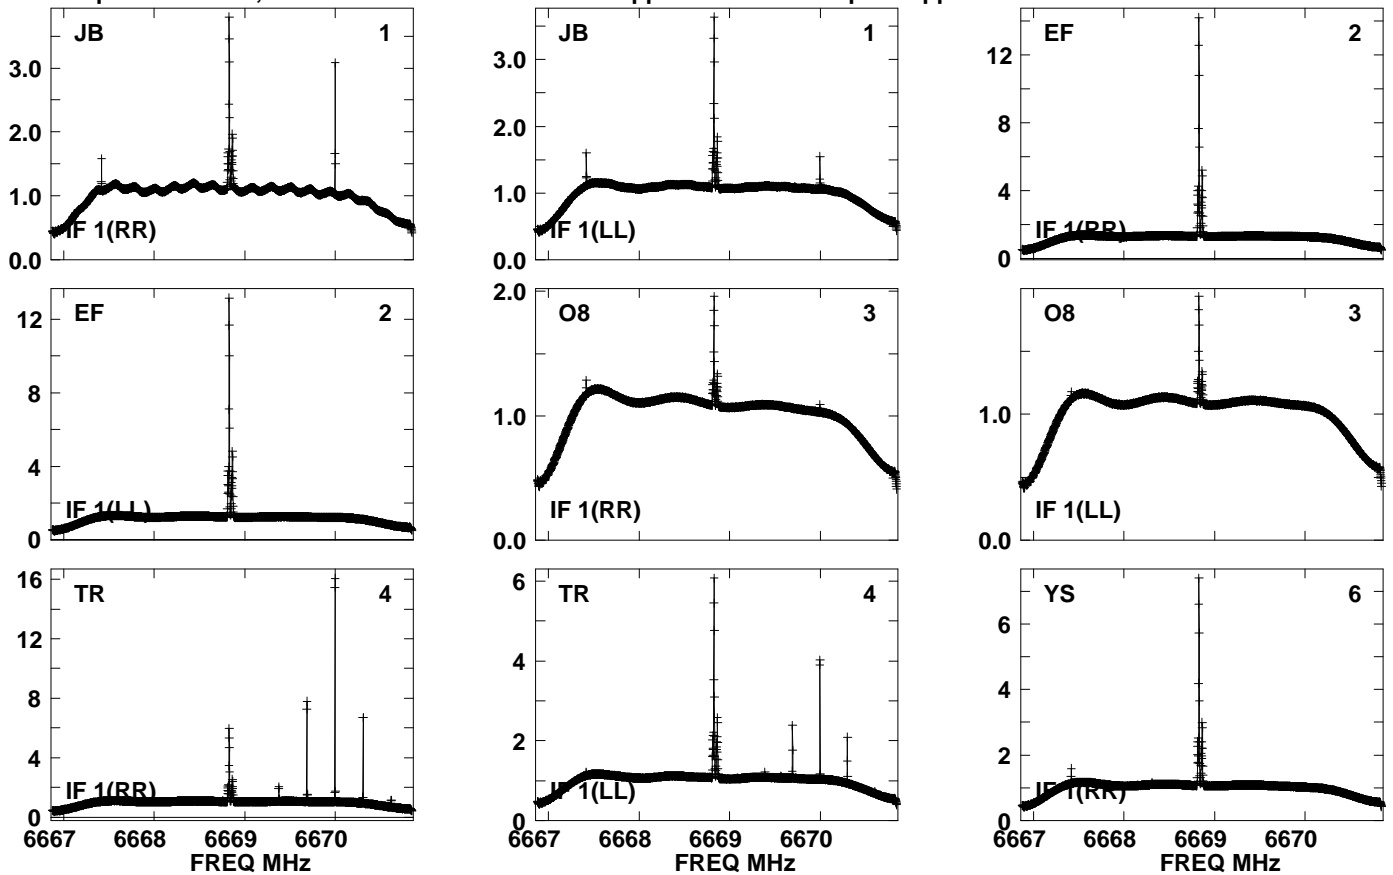 JB 1
3.0
2.0
1.0
0.0
IF 1(RR)
JB 1
3.0
2.0
1.0
0.0
IF 1(LL)
EF 2
12
8
4
0
IF 1(RR)
EF 2
12
8
4
0
IF 1(LL)
O8 3
2.0
1.0
0.0
IF 1(RR)
O8 3
1.0
0.0
IF 1(LL)
TR 4
16
12
8
4
0
IF 1(RR)
6667 6668 6669 6670
FREQ MHz
TR 4
6
4
2
0
IF 1(LL)
6667 6668 6669 6670
FREQ MHz
YS 6
6
4
2
0
IF 1(RR)
6667 6668 6669 6670
FREQ MHz